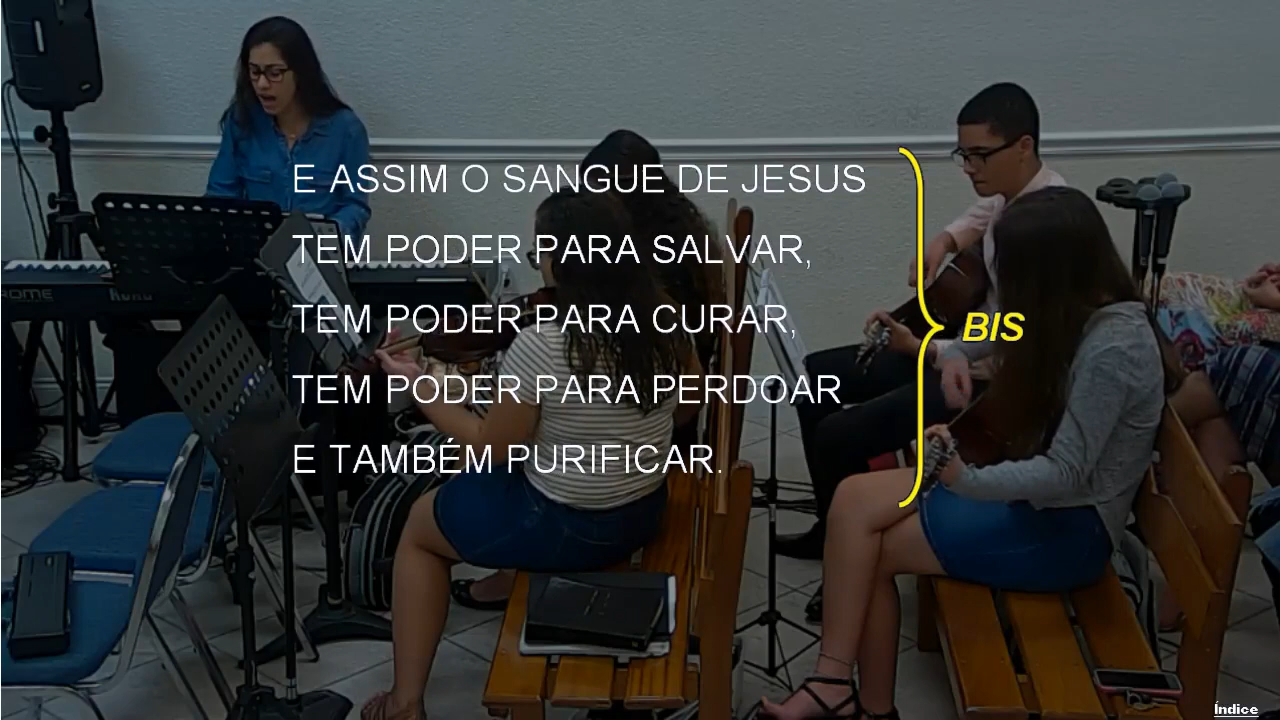 E ASSIM O SANGUE DE JESUS
TEM PODER PARA SALVAR,
TEM PODER PARA CURAR,
TEM PODER PARA PERDOAR
E TAMBÉM PURIFICAR.
BIS
Índice